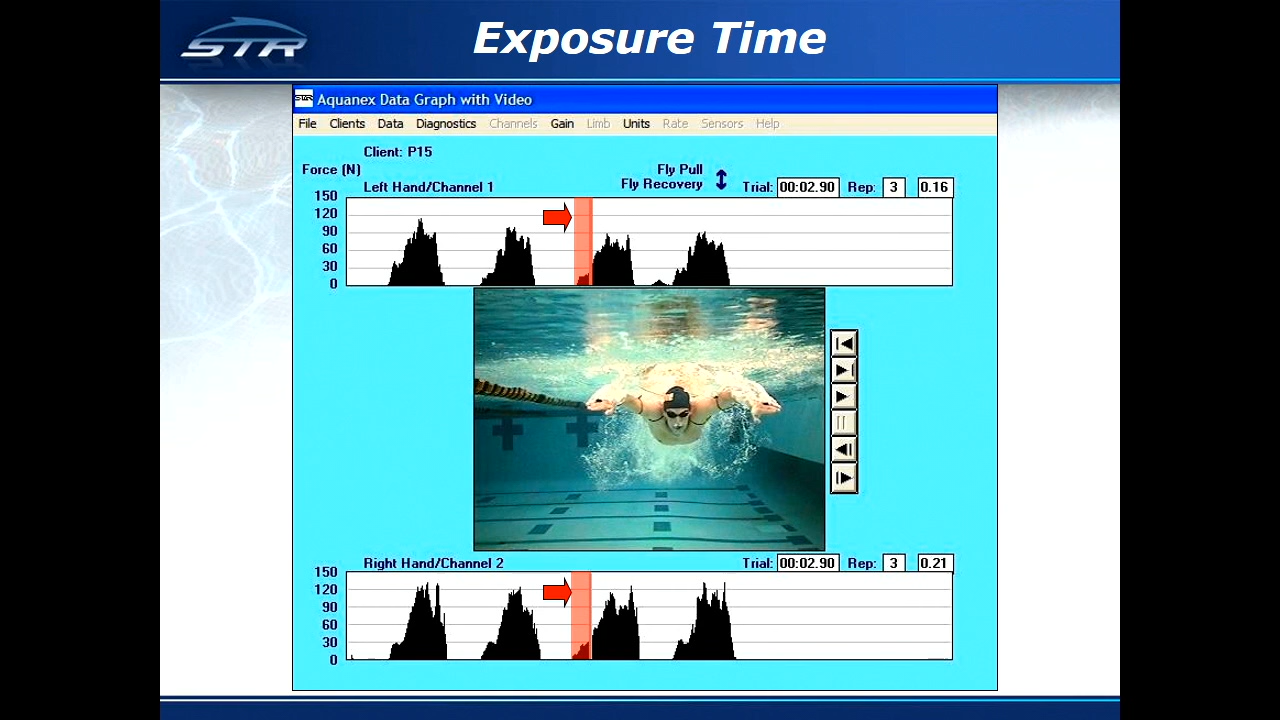 STR
Exposure Time
STR Aquanex Data Graph with Video
File Clients Data Diagnostics Channels Gain Limb Units Rate Sensors Help
Client: P15
Force (N)
Fly Pull
Fly Recovery
Left Hand/Channel 1
Trial: 00:02.90 Rep: 3 0.16
150
120
90
60
30
0
Right Hand/Channel 2
Trial: 00:02.90 Rep: 3 0.21
150
120
90
60
30
0